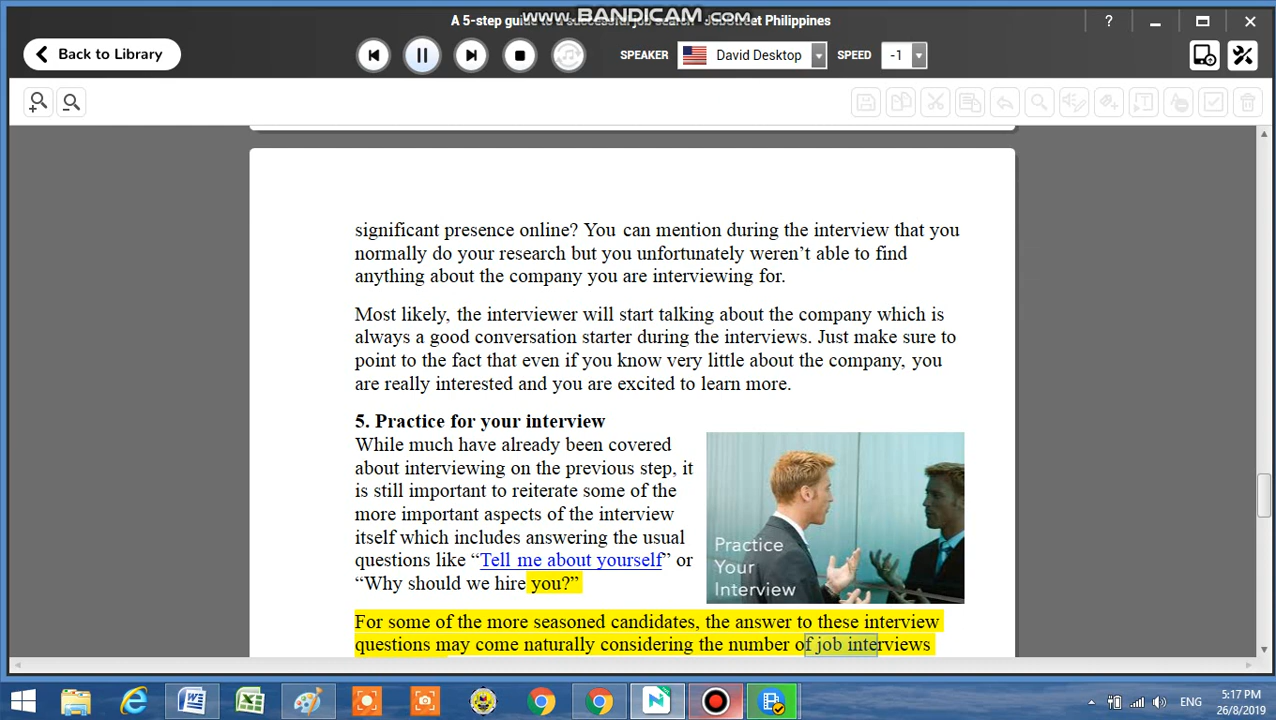 A 5-step guide to a successful job search - JobStreet Philippines
www.BANDICAM.com
?
Back to Library
SPEAKER
David Desktop
SPEED
-1
significant presence online? You can mention during the interview that you
normally do your research but you unfortunately weren’t able to find
anything about the company you are interviewing for.
Most likely, the interviewer will start talking about the company which is
always a good conversation starter during the interviews. Just make sure to
point to the fact that even if you know very little about the company, you
are really interested and you are excited to learn more.
5. Practice for your interview
While much have already been covered
about interviewing on the previous step, it
is still important to reiterate some of the
more important aspects of the interview
itself which includes answering the usual
questions like “Tell me about yourself” or
“Why should we hire you?”
Practice
Your
Interview
For some of the more seasoned candidates, the answer to these interview
questions may come naturally considering the number of job interviews
ENG
5:17 PM
26/8/2019